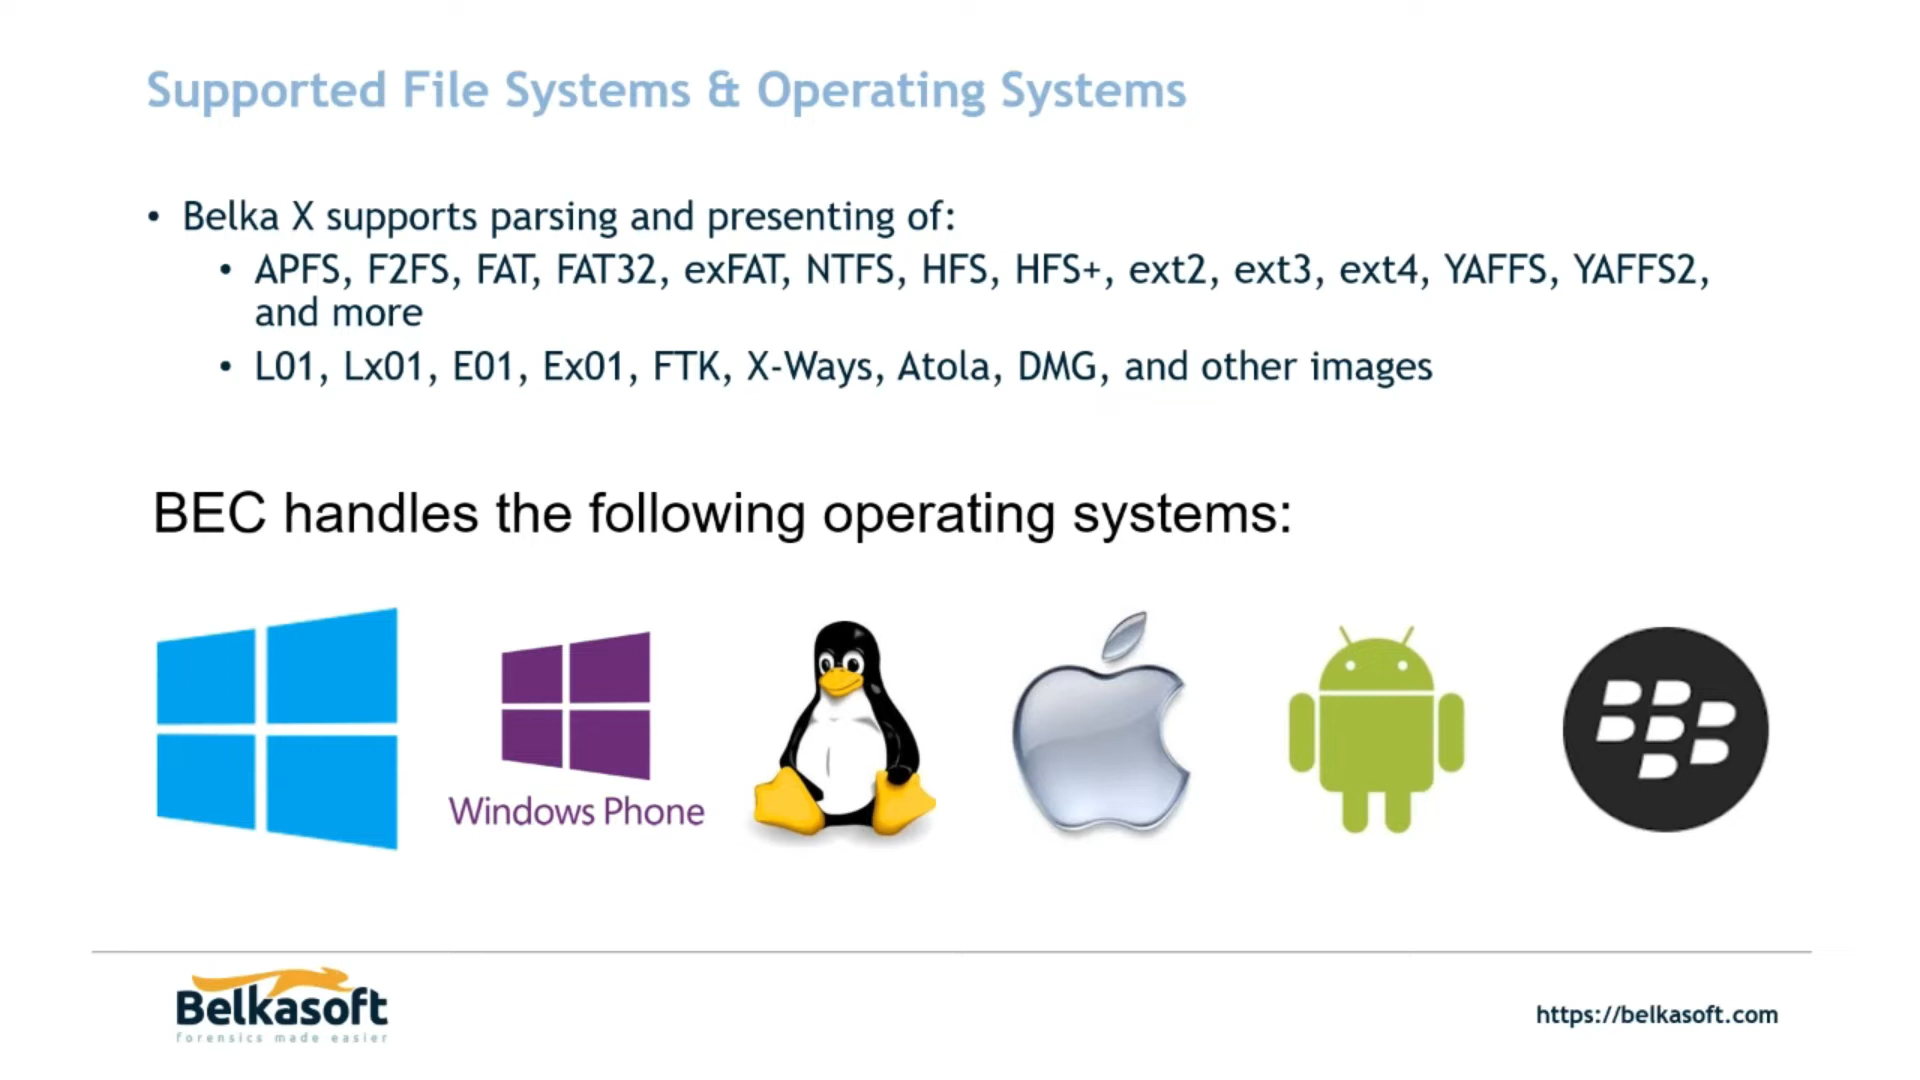 Supported File Systems & Operating Systems
• Belka X supports parsing and presenting of:
• APFS, F2FS, FAT, FAT32, exFAT, NTFS, HFS, HFS+, ext2, ext3, ext4, YAFFS, YAFFS2,
and more
• L01, Lx01, E01, Ex01, FTK, X-Ways, Atola, DMG, and other images
BEC handles the following operating systems:
Windows Phone
Belkasoft
forensics made easier
https://belkasoft.com